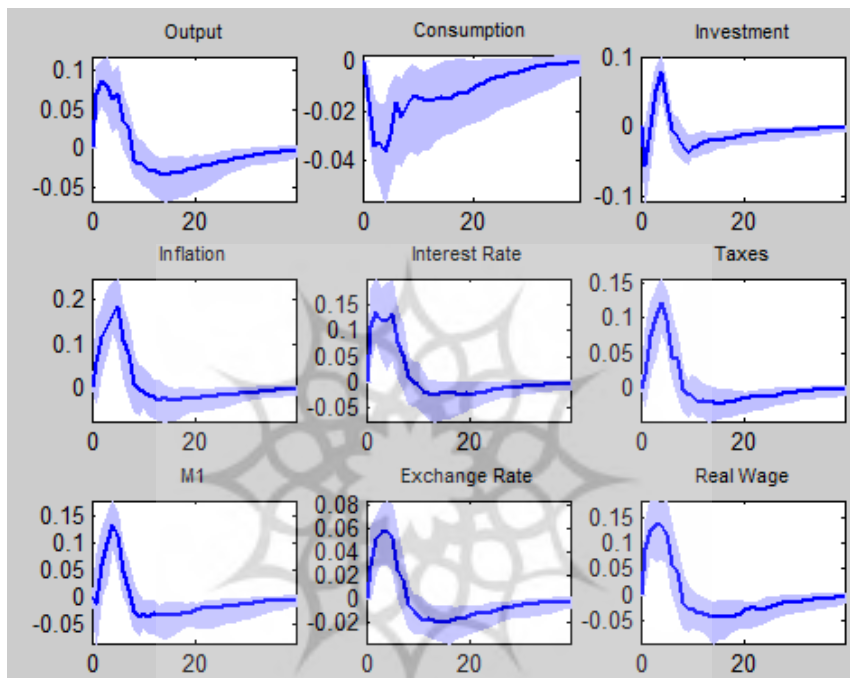 Output Consumption Investment
0.1 0.05 0 -0.05
0 20
0 -0.02 -0.04
0 20
0.1 0 -0.1
0 20
Inflation Interest Rate Taxes
0.2 0.1 0
0 20
0.15 0.1 0.05 0 -0.05
0 20
0.15 0.1 0.05 0
0 20
M1 Exchange Rate Real Wage
0.15 0.1 0.05 0 -0.05
0 20
0.08 0.06 0.04 0.02 0 -0.02
0 20
0.15 0.1 0.05 0 -0.05
0 20